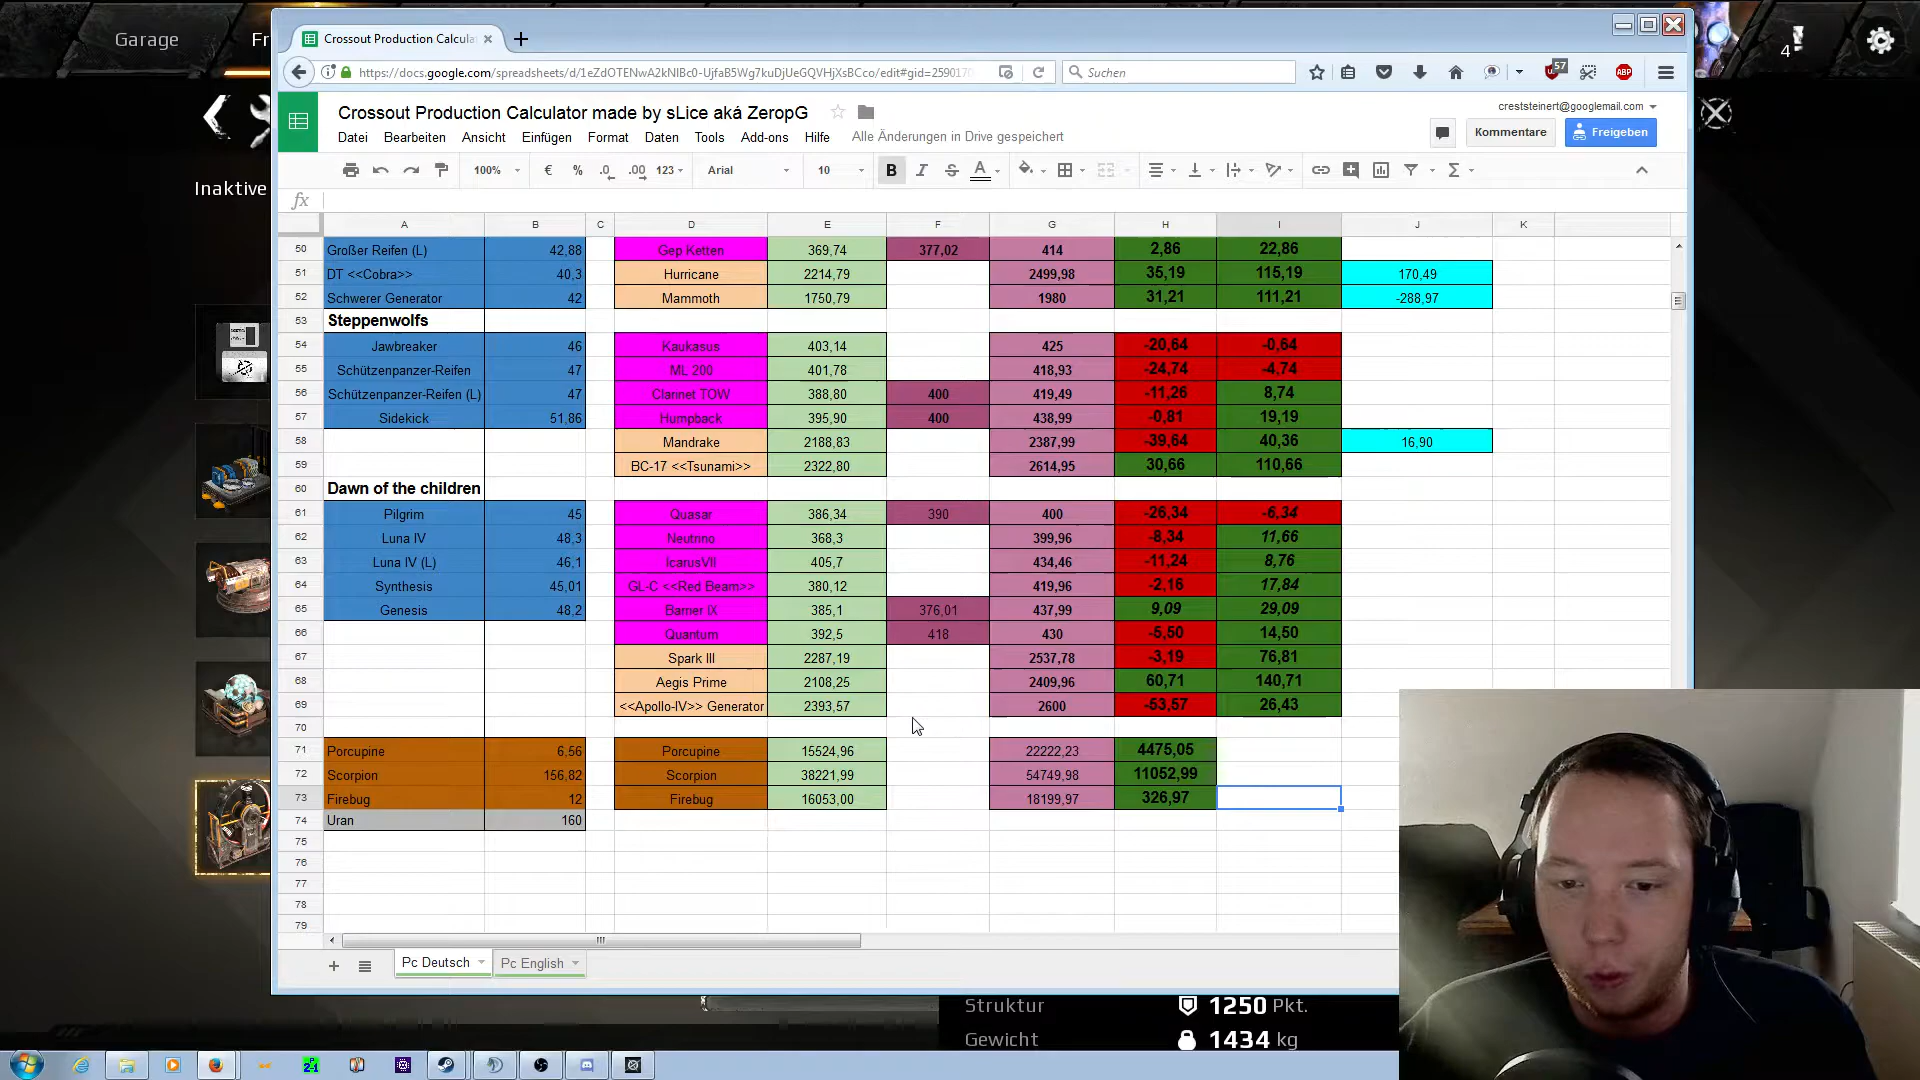 Garage
Fr
4
Inaktive
Crossout Production Calcula
https://docs.google.com/spreadsheets/d/1eZdOTENwA2kNIBc0-UjfaB5Wg7kuDjUeGQVHjXsBCco/edit#gid=259017
Suchen
57
ABP
Crossout Production Calculator made by sLice aká ZeropG
creststeinert@googlemail.com
Datei Bearbeiten Ansicht Einfügen Format Daten Tools Add-ons Hilfe Alle Änderungen in Drive gespeichert
Kommentare
Freigeben
100% € % .0 .00 123 Arial 10 B I S A Σ
fx
A B C D E F G H I J K
50 Großer Reifen (L) 42,88 Gep Ketten 369,74 377,02 414 2,86 22,86
51 DT <<Cobra>> 40,3 Hurricane 2214,79 2499,98 35,19 115,19 170,49
52 Schwerer Generator 42 Mammoth 1750,79 1980 31,21 111,21 -288,97
53 Steppenwolfs
54 Jawbreaker 46 Kaukasus 403,14 425 -20,64 -0,64
55 Schützenpanzer-Reifen 47 ML 200 401,78 418,93 -24,74 -4,74
56 Schützenpanzer-Reifen (L) 47 Clarinet TOW 388,80 400 419,49 -11,26 8,74
57 Sidekick 51,86 Humpback 395,90 400 438,99 -0,81 19,19
58 Mandrake 2188,83 2387,99 -39,64 40,36 16,90
59 BC-17 <<Tsunami>> 2322,80 2614,95 30,66 110,66
60 Dawn of the children
61 Pilgrim 45 Quasar 386,34 390 400 -26,34 -6,34
62 Luna IV 48,3 Neutrino 368,3 399,96 -8,34 11,66
63 Luna IV (L) 46,1 IcarusVII 405,7 434,46 -11,24 8,76
64 Synthesis 45,01 GL-C <<Red Beam>> 380,12 419,96 -2,16 17,84
65 Genesis 48,2 Barrier IX 385,1 376,01 437,99 9,09 29,09
66 Quantum 392,5 418 430 -5,50 14,50
67 Spark III 2287,19 2537,78 -3,19 76,81
68 Aegis Prime 2108,25 2409,96 60,71 140,71
69 <<Apollo-IV>> Generator 2393,57 2600 -53,57 26,43
70
71 Porcupine 6,56 Porcupine 15524,96 22222,23 4475,05
72 Scorpion 156,82 Scorpion 38221,99 54749,98 11052,99
73 Firebug 12 Firebug 16053,00 18199,97 326,97
74 Uran 160
75
76
77
78
79
Pc Deutsch
Pc English
Struktur 1250 Pkt.
Gewicht 1434 kg